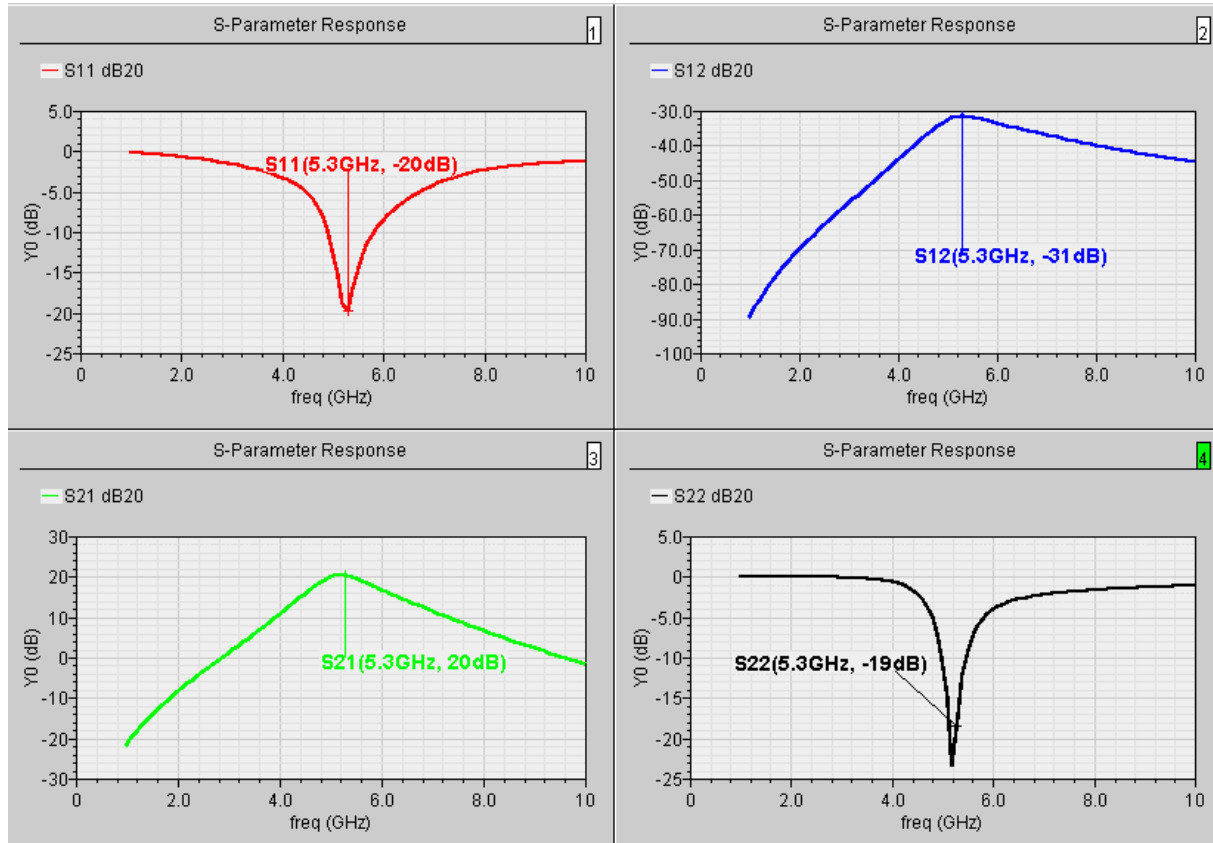 S-Parameter Response
1
S11 dB20
5.0
0
-5.0
-10
-15
-20
-25
Y0 (dB)
S11(5.3GHz, -20dB)
0 2.0 4.0 6.0 8.0 10
freq (GHz)
S-Parameter Response
2
S12 dB20
-30.0
-40.0
-50.0
-60.0
-70.0
-80.0
-90.0
-100
Y0 (dB)
S12(5.3GHz, -31dB)
0 2.0 4.0 6.0 8.0 10
freq (GHz)
S-Parameter Response
3
S21 dB20
30
20
10
0
-10
-20
-30
Y0 (dB)
S21(5.3GHz, 20dB)
0 2.0 4.0 6.0 8.0 10
freq (GHz)
S-Parameter Response
4
S22 dB20
5.0
0
-5.0
-10
-15
-20
-25
Y0 (dB)
S22(5.3GHz, -19dB)
0 2.0 4.0 6.0 8.0 10
freq (GHz)